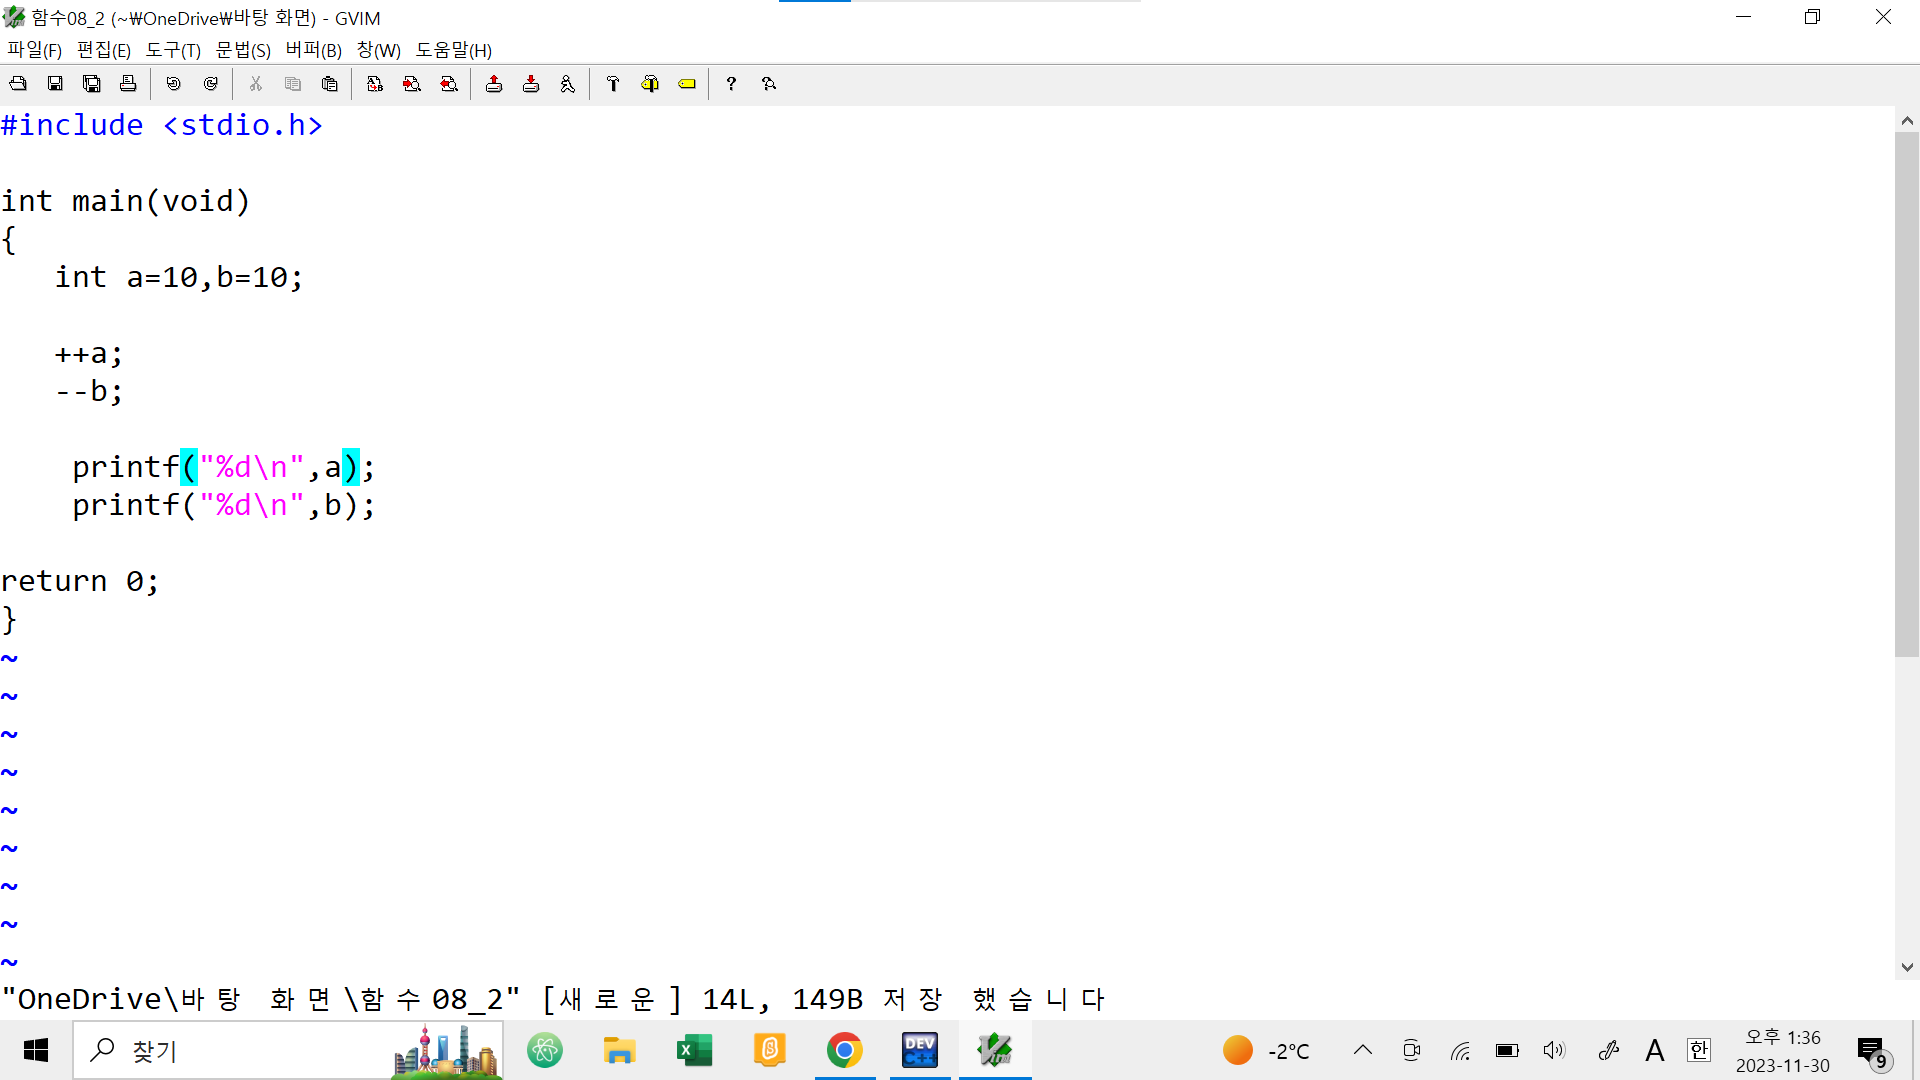 함수08_2 (~₩OneDrive₩바탕 화면) - GVIM
파일(F) 편집(E) 도구(T) 문법(S) 버퍼(B) 창(W) 도움말(H)
#include <stdio.h>
int main(void)
{
int a=10,b=10;
++a;
--b;
printf("%d\n",a);
printf("%d\n",b);
return 0;
}
~
~
~
~
~
~
~
~
~
"OneDrive\바탕 화면\함수08_2" [새로운] 14L, 149B 저장 했습니다
찾기
DEV
C++
-2°C
A
한
오후 1:36
2023-11-30
9